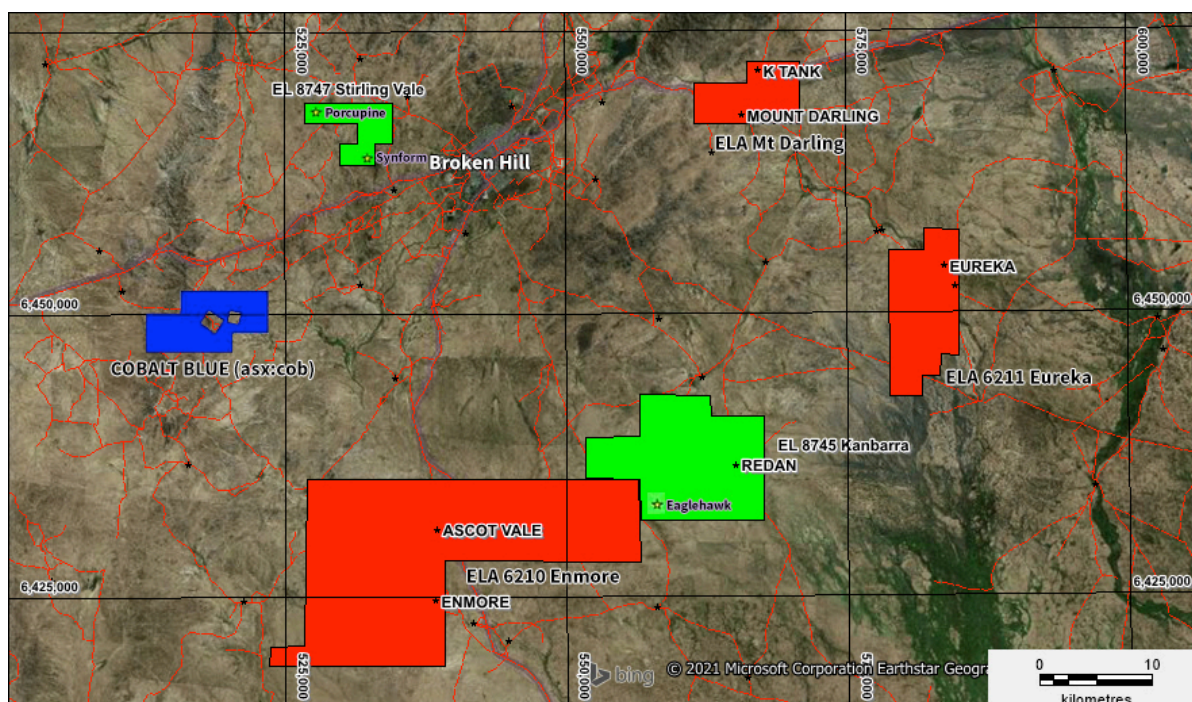 525,000
550,000
575,000
600,000
K TANK
EL 8747 Stirling Vale
Porcupine
MOUNT DARLING
ELA Mt Darling
Synform
Broken Hill
EUREKA
6,450,000
6,450,000
COBALT BLUE (asx:cob)
ELA 6211 Eureka
EL 8745 Kanbarra
REDAN
Eaglehawk
ASCOT VALE
ELA 6210 Enmore
6,425,000
6,425,000
ENMORE
525,000
550,000
bing
© 2021 Microsoft Corporation Earthstar Geogra
0 10
kilometres